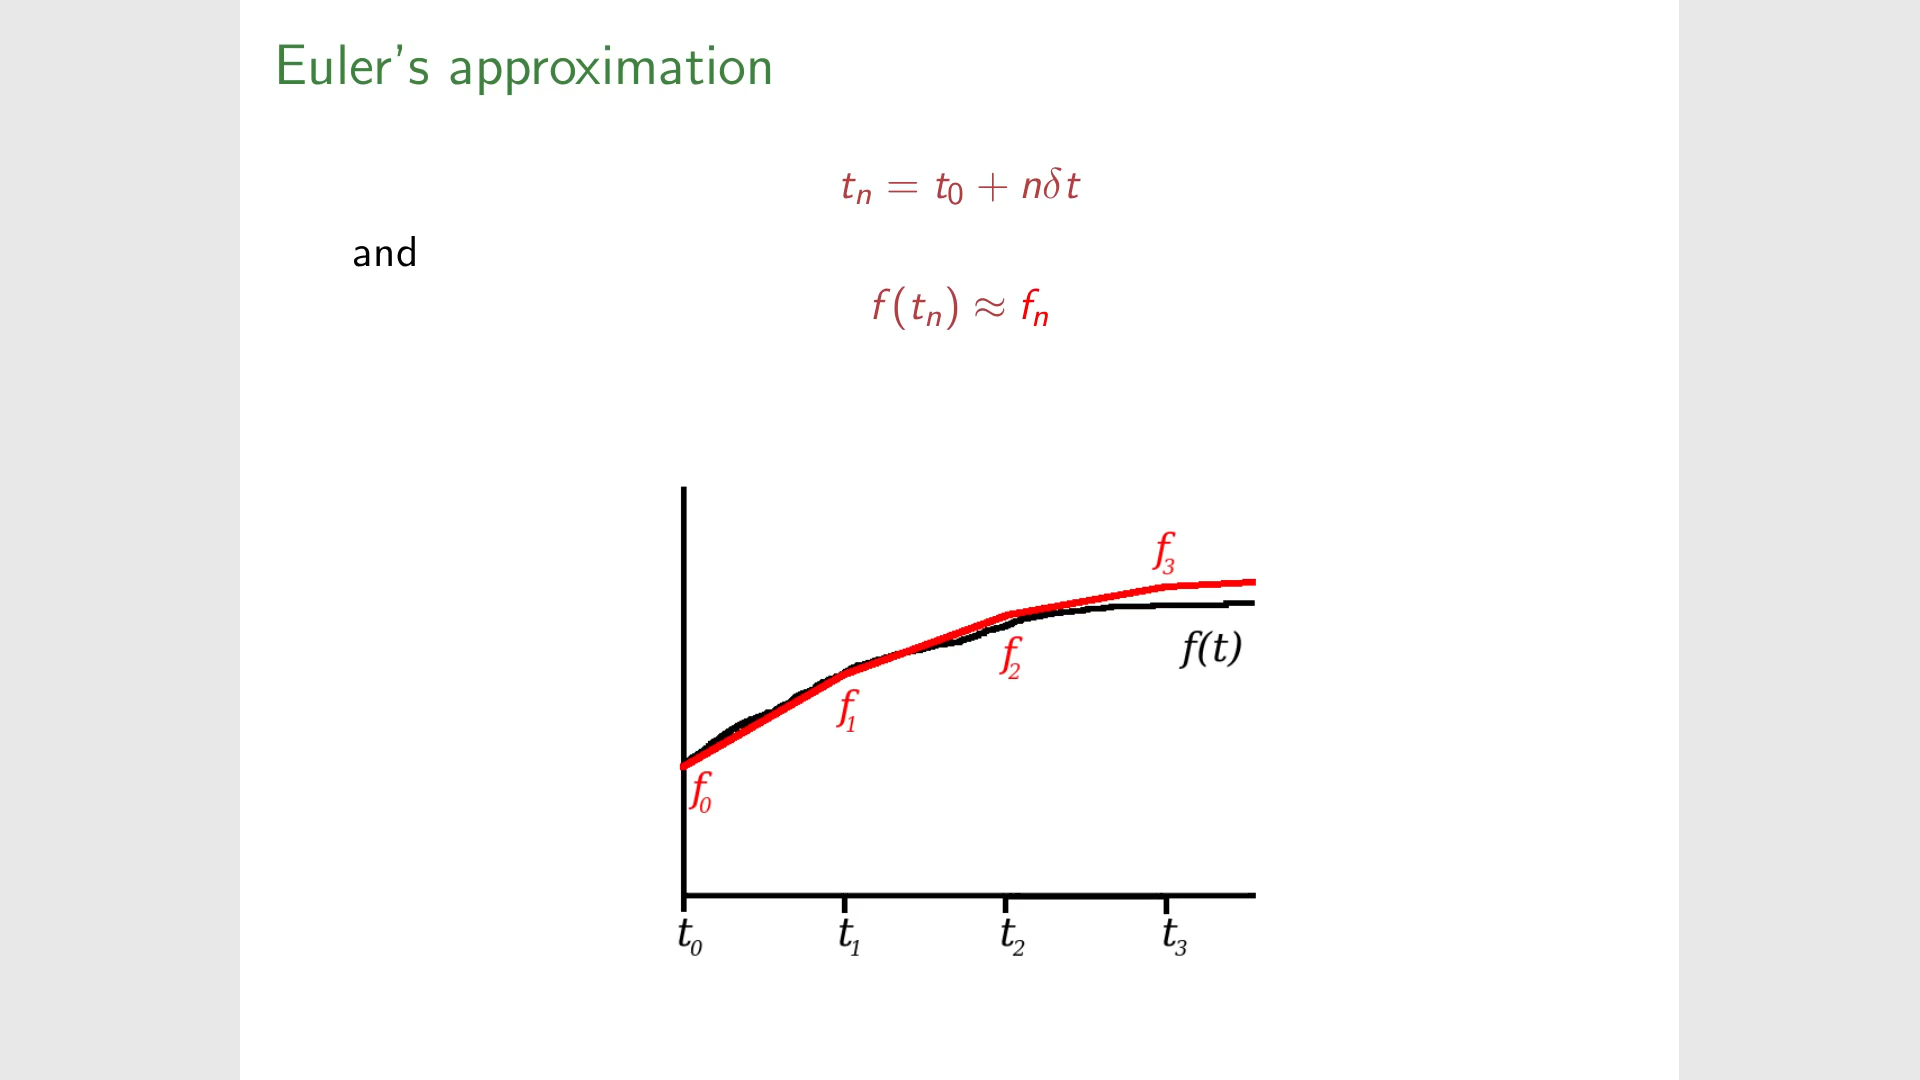 Euler's approximation
tₙ = t₀ + nδt
and
f(tₙ) ≈ fₙ
f₃
f(t)
f₂
f₁
f₀
t₀ t₁ t₂ t₃